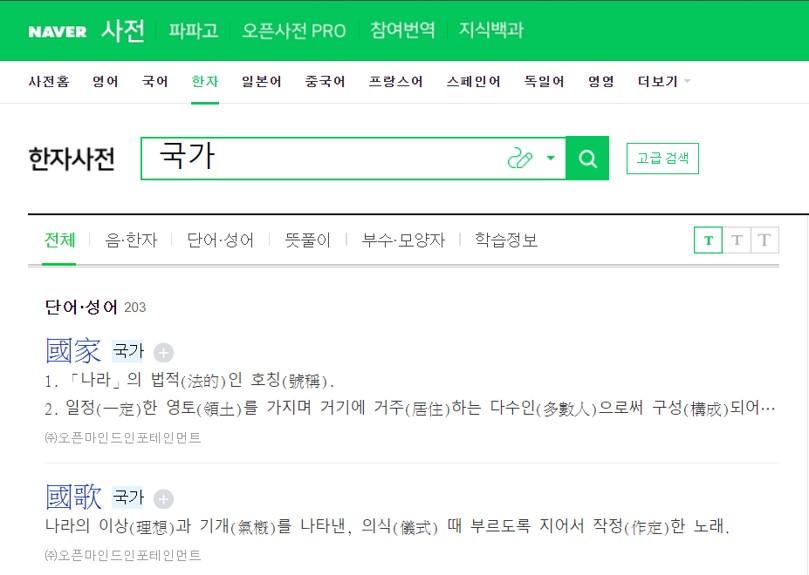 NAVER 사전 파파고 오픈사전 PRO 참여번역 지식백과
사전홈 영어 국어 한자 일본어 중국어 프랑스어 스페인어 독일어 영영 더보기
한자사전 국가 고급 검색
전체 음·한자 단어·성어 뜻풀이 부수·모양자 학습정보 T T T
단어·성어 203
國家 국가
1. 「나라」의 법적(法的)인 호칭(號稱).
2. 일정(一定)한 영토(領土)를 가지며 거기에 거주(居住)하는 다수인(多數人)으로써 구성(構成)되어…
㈜오픈마인드인포테인먼트
國歌 국가
나라의 이상(理想)과 기개(氣槪)를 나타낸, 의식(儀式) 때 부르도록 지어서 작정(作定)한 노래.
㈜오픈마인드인포테인먼트